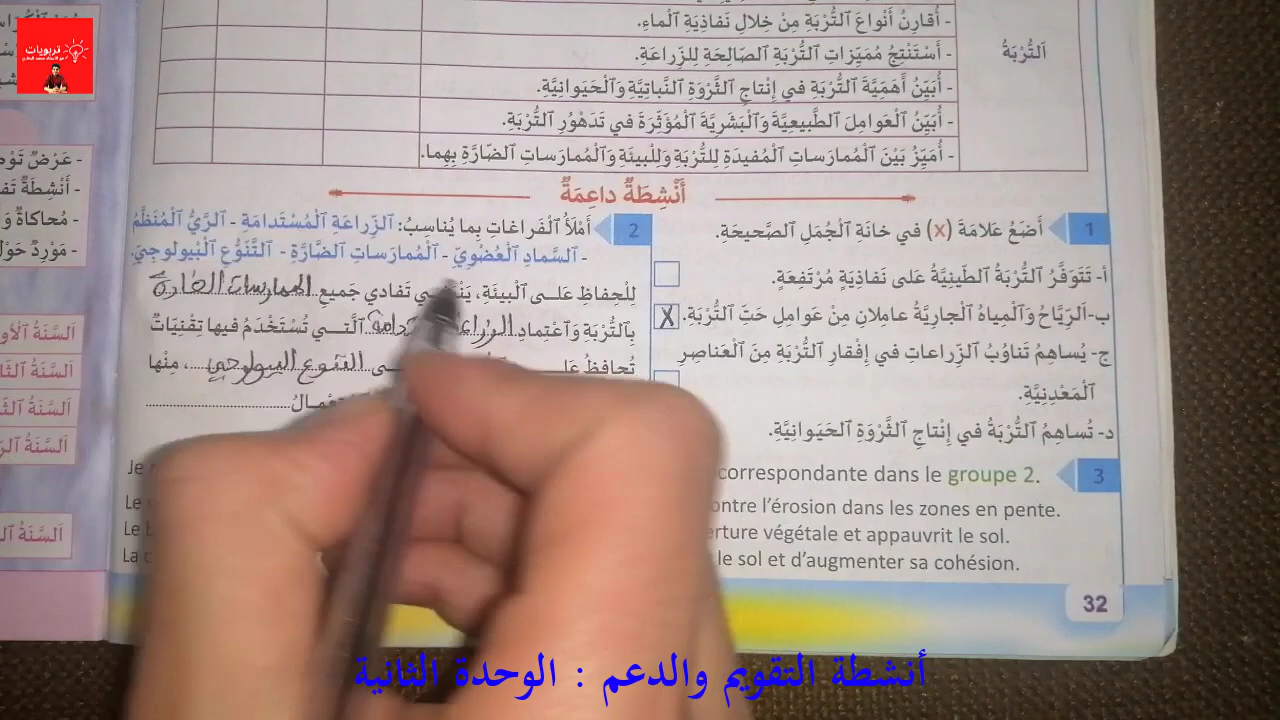 تربويات
- أُقارِنُ أَنْواعَ ٱلتُّرْبَةِ مِنْ خِلالِ نَفاذِيَةِ ٱلْماءِ.
- أَسْتَنْتِجُ مُمَيِّزاتِ ٱلتُّرْبَةِ ٱلصّالِحَةِ لِلزِّراعَةِ.
اَلتُّرْبَةُ
- أُبَيِّنُ أَهَمِّيَّةَ ٱلتُّرْبَةِ في إِنْتاجِ ٱلثَّرْوَةِ ٱلنَّباتِيَّةِ وَٱلْحَيَوانِيَّةِ.
- أُبَيِّنُ ٱلْعَوامِلَ ٱلطَّبيعِيَّةَ وَٱلْبَشَرِيَّةَ ٱلْمُؤَثِّرَةَ في تَدَهْوُرِ ٱلتُّرْبَةِ.
- أُمَيِّزُ بَيْنَ ٱلْمُمارَساتِ ٱلْمُفيدَةِ لِلتُّرْبَةِ وَلِلْبيئَةِ وَٱلْمُمارَساتِ ٱلضّارَّةِ بِهِما.
أَنْشِطَةٌ داعِمَةٌ
1 أَضَعُ عَلامَةَ (x) في خانَةِ ٱلْجُمَلِ ٱلصَّحيحَةِ.
أ- تَتَوَفَّرُ ٱلتُّرْبَةُ ٱلطّينِيَّةُ عَلى نَفاذِيَةٍ مُرْتَفِعَةٍ.
ب- اَلرِّياحُ وَٱلْمِياهُ ٱلْجارِيَةُ عامِلانِ مِنْ عَوامِلِ حَتِّ ٱلتُّرْبَةِ. X
ج- يُساهِمُ تَناوُبُ ٱلزِّراعاتِ في إِفْقارِ ٱلتُّرْبَةِ مِنَ ٱلْعَناصِرِ
ٱلْمَعْدِنِيَّةِ.
د- تُساهِمُ ٱلتُّرْبَةُ في إِنْتاجِ ٱلثَّرْوَةِ ٱلْحَيَوانِيَّةِ.
2 أَمْلَأُ ٱلْفَراغاتِ بِما يُناسِبُ: اَلزِّراعَةِ ٱلْمُسْتَدامَةِ - اَلرَّيُّ ٱلْمُنَظَّمُ
- اَلسَّمادِ ٱلْعُضْوِيِّ - اَلْمُمارَساتِ ٱلضّارَّةِ - اَلتَّنَوُّعِ ٱلْبَيولوجِيِّ.
لِلْحِفاظِ عَلى ٱلْبيئَةِ، تَفادي جَميعِ الممارسات الضارة
بِٱلتُّرْبَةِ وَٱعْتِمادِ ٱلَّتي تُسْتَخْدَمُ فيها تِقْنِيّاتٌ
تُحافِظُ التنوع البيولوجي، مِنْها
3
correspondante dans le groupe 2.
contre l’érosion dans les zones en pente.
végétale et appauvrit le sol.
le sol et d’augmenter sa cohésion.
32
أنشطة التقويم والدعم : الوحدة الثانية